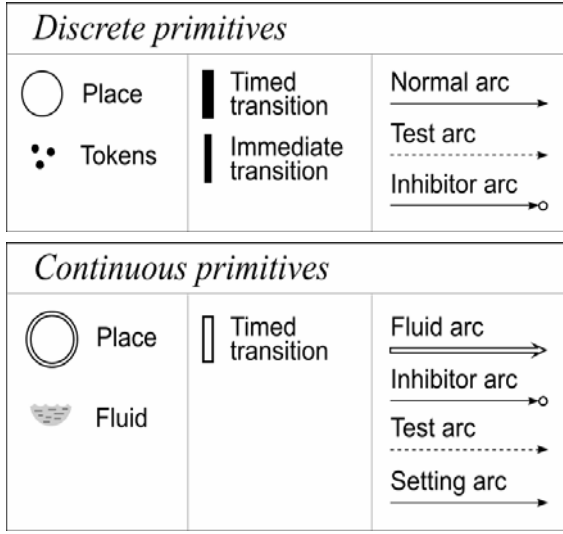 Discrete primitives
Place
Tokens
Timed
transition
Immediate
transition
Normal arc
Test arc
Inhibitor arc
Continuous primitives
Place
Fluid
Timed
transition
Fluid arc
Inhibitor arc
Test arc
Setting arc